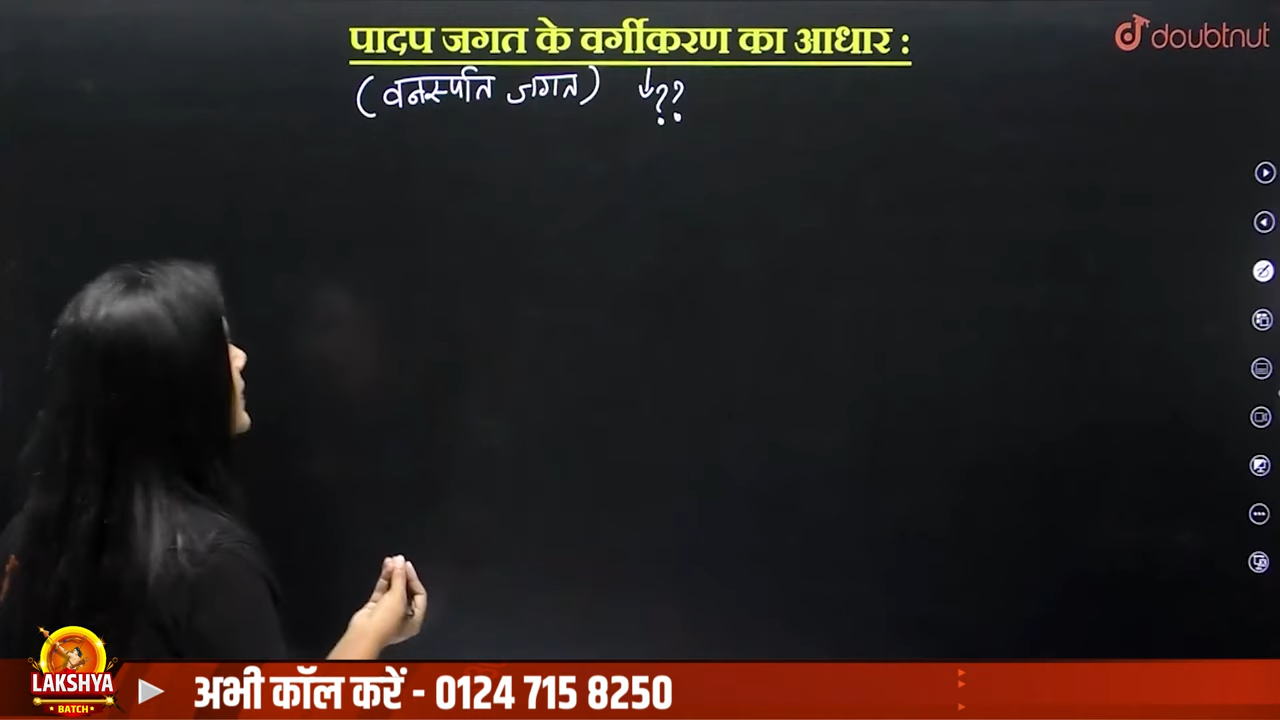 पादप जगत के वर्गीकरण का आधार :
doubtnut
(वनस्पति जगत) ↓??
LAKSHYA
BATCH
अभी कॉल करें - 0124 715 8250